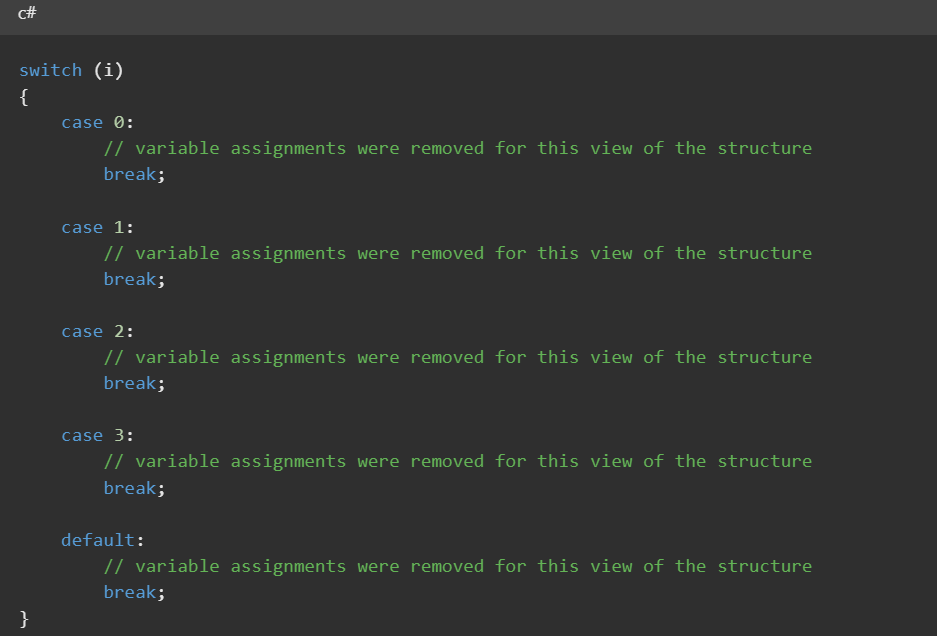 c#
switch (i)
{
    case 0:
        // variable assignments were removed for this view of the structure
        break;
    case 1:
        // variable assignments were removed for this view of the structure
        break;
    case 2:
        // variable assignments were removed for this view of the structure
        break;
    case 3:
        // variable assignments were removed for this view of the structure
        break;
    default:
        // variable assignments were removed for this view of the structure
        break;
}